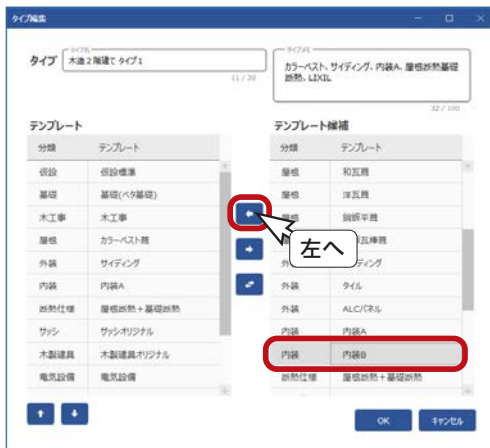 タイプ編集
タイプ
タイプ名
木造2階建て タイプ1
11 / 20
タイプメモ
カラーベスト、サイディング、内装A、屋根断熱基礎
断熱、LIXIL
32 / 100
テンプレート
分類 テンプレート
仮設 仮設標準
基礎 基礎(ベタ基礎)
木工事 木工事
屋根 カラーベスト葺
外装 サイディング
内装 内装A
断熱仕様 屋根断熱+基礎断熱
サッシ サッシオリジナル
木製建具 木製建具オリジナル
電気設備 電気設備
左へ
テンプレート候補
分類 テンプレート
屋根 和瓦葺
屋根 洋瓦葺
屋根 銅板平葺
瓦棒葺
ディング
外装 タイル
外装 ALCパネル
内装 内装A
内装 内装B
断熱仕様 屋根断熱+基礎断熱
OK キャンセル